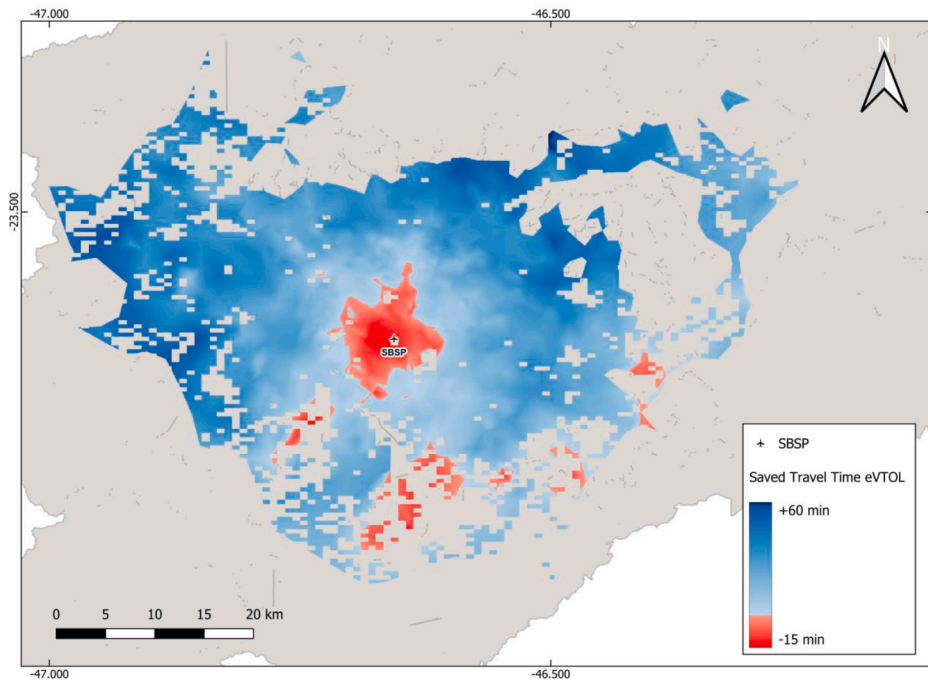 -47.000
-46.500
N
-23.500
SBSP
SBSP
Saved Travel Time eVTOL
+60 min
-15 min
0 5 10 15 20 km
-47.000
-46.500